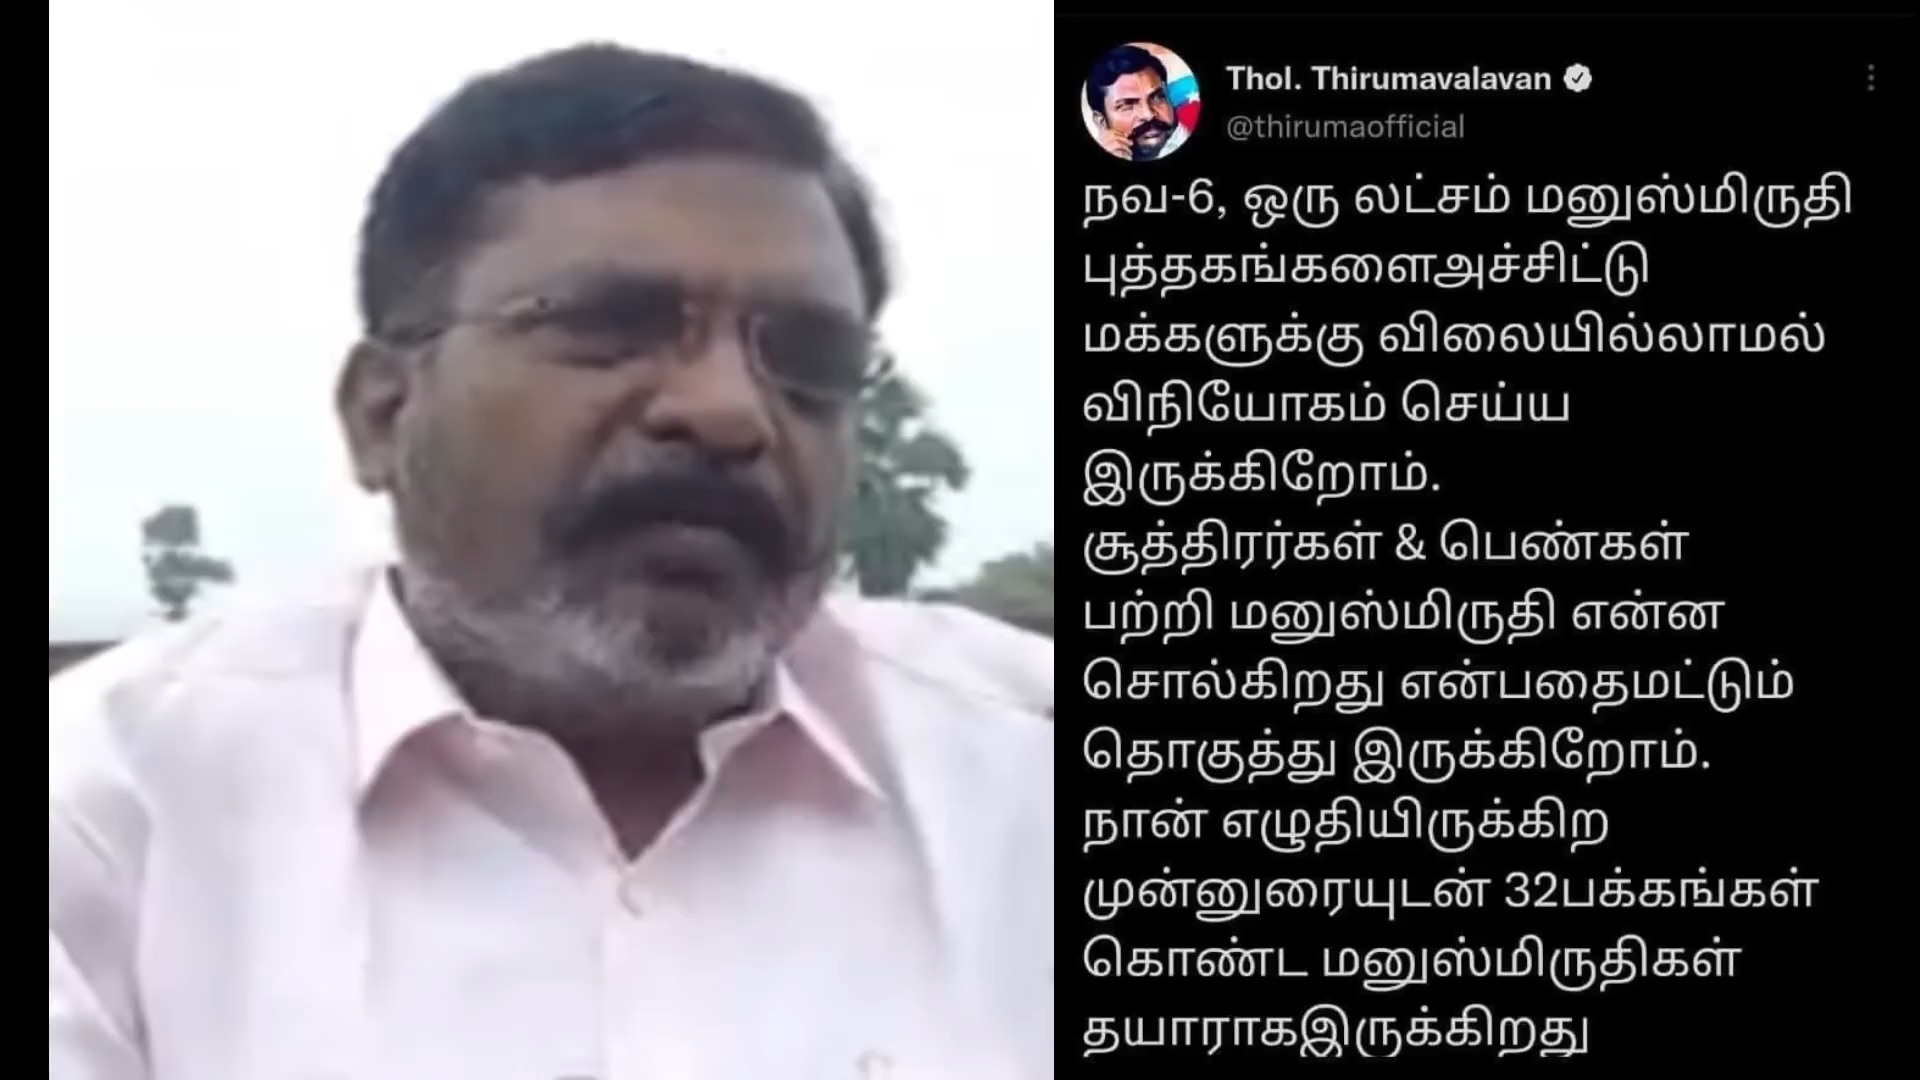 Thol. Thirumavalavan
@thirumaofficial
நவ-6, ஒரு லட்சம் மனுஸ்மிருதி
புத்தகங்களைஅச்சிட்டு
மக்களுக்கு விலையில்லாமல்
விநியோகம் செய்ய
இருக்கிறோம்.
சூத்திரர்கள் & பெண்கள்
பற்றி மனுஸ்மிருதி என்ன
சொல்கிறது என்பதைமட்டும்
தொகுத்து இருக்கிறோம்.
நான் எழுதியிருக்கிற
முன்னுரையுடன் 32பக்கங்கள்
கொண்ட மனுஸ்மிருதிகள்
தயாராகஇருக்கிறது